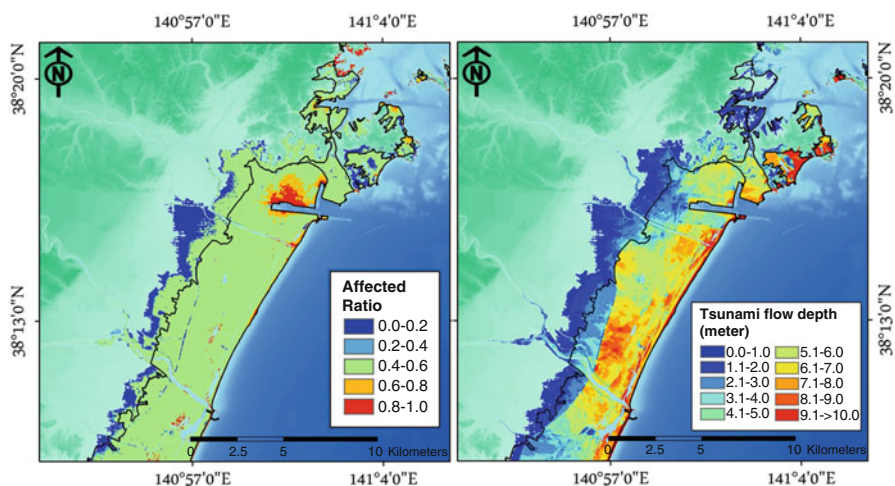 140°57'0"E 141°4'0"E 140°57'0"E 141°4'0"E
38°20'0"N
38°13'0"N
N
Affected
Ratio
0.0-0.2
0.2-0.4
0.4-0.6
0.6-0.8
0.8-1.0
0 2.5 5 10 Kilometers
140°57'0"E 141°4'0"E
38°20'0"N
38°13'0"N
N
Tsunami flow depth
(meter)
0.0-1.0 5.1-6.0
1.1-2.0 6.1-7.0
2.1-3.0 7.1-8.0
3.1-4.0 8.1-9.0
4.1-5.0 9.1->10.0
0 2.5 5 10 Kilometers
140°57'0"E 141°4'0"E